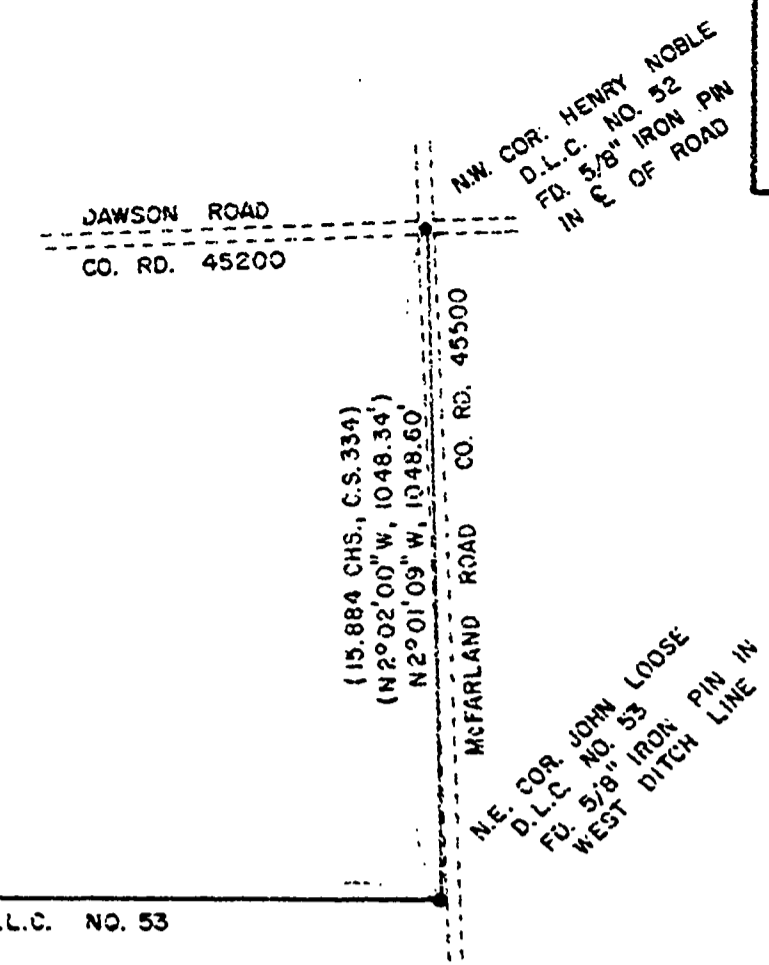 N.W. COR. HENRY NOBLE
D.L.C. NO. 52
FD. 5/8" IRON PIN
IN ℄ OF ROAD
DAWSON ROAD
CO. RD. 45200
(15.884 CHS., C.S. 334)
(N2°02'00"W, 1048.34')
N2°01'09"W, 1048.60'
McFARLAND ROAD CO. RD. 45500
N.E. COR. JOHN LOOSE
D.L.C. NO. 53
FD. 5/8" IRON PIN IN
WEST DITCH LINE
.L.C. NO. 53